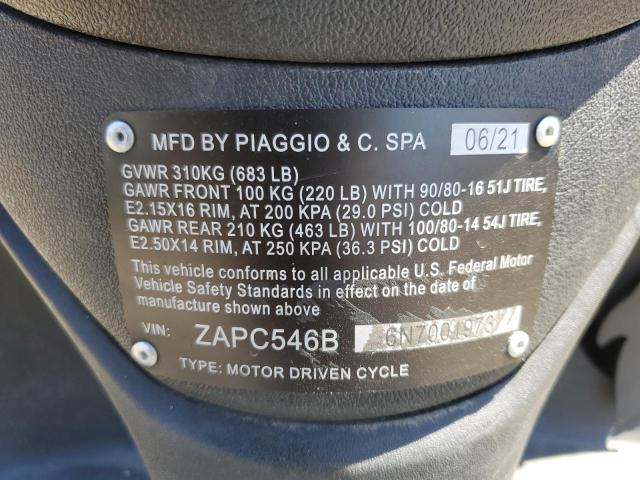 MFD BY PIAGGIO & C. SPA 06/21
GVWR 310KG (683 LB)
GAWR FRONT 100 KG (220 LB) WITH 90/80-16 51J TIRE,
E2.15X16 RIM, AT 200 KPA (29.0 PSI) COLD
GAWR REAR 210 KG (463 LB) WITH 100/80-14 54J TIRE,
E2.50X14 RIM, AT 250 KPA (36.3 PSI) COLD
This vehicle conforms to all applicable U.S. Federal Motor
Vehicle Safety Standards in effect on the date of
manufacture shown above
VIN: ZAPC546B 6N7001973
TYPE: MOTOR DRIVEN CYCLE